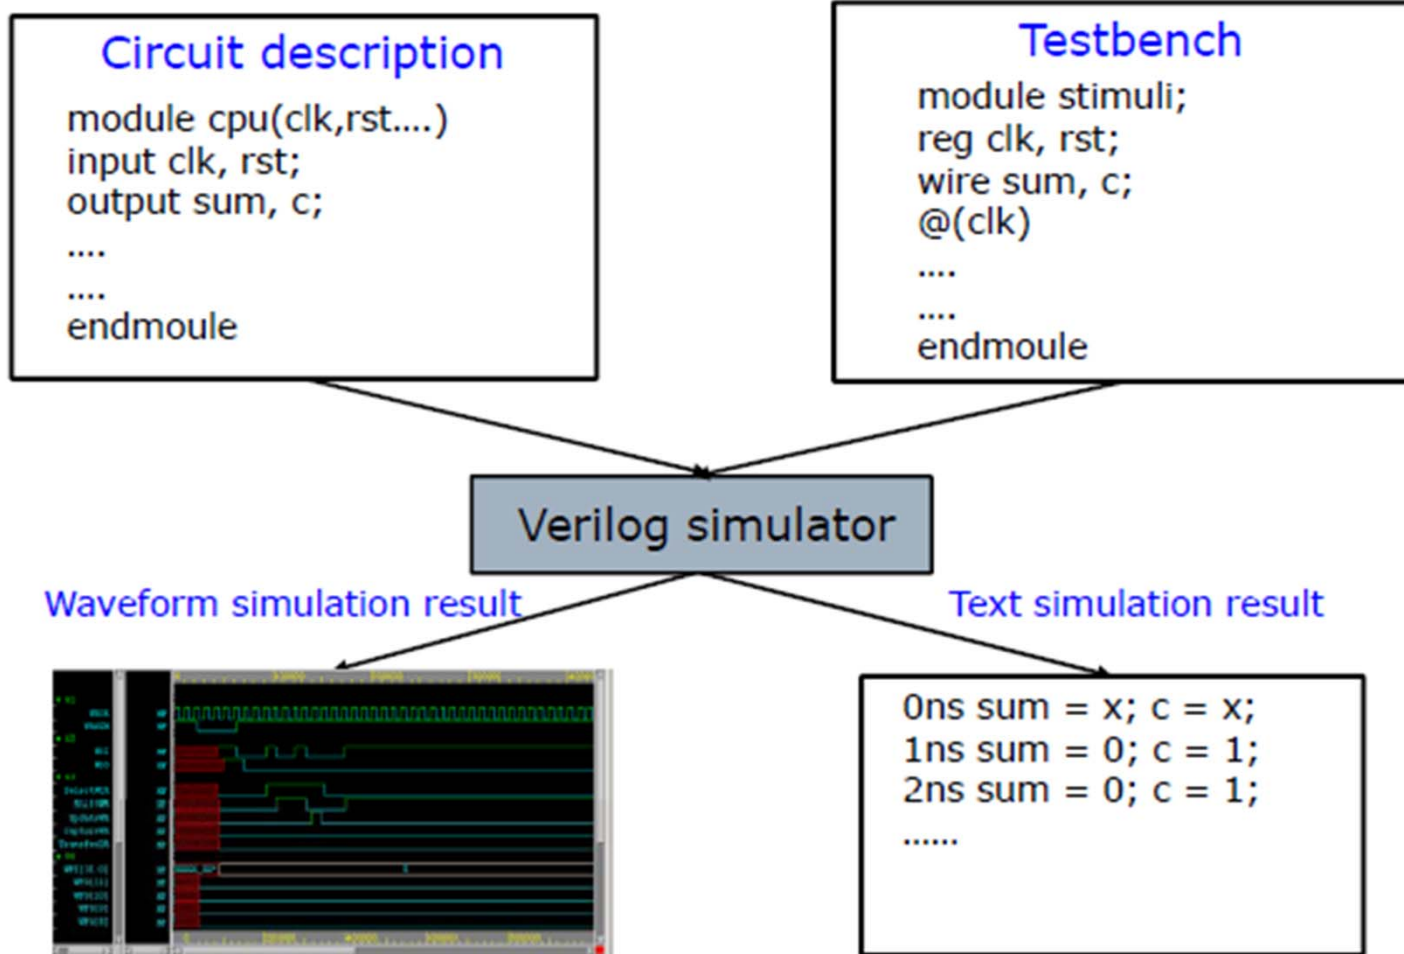 Circuit description
module cpu(clk,rst....)
input clk, rst;
output sum, c;
....
....
endmoule
Testbench
module stimuli;
reg clk, rst;
wire sum, c;
@(clk)
....
....
endmoule
Verilog simulator
Waveform simulation result
Text simulation result
0ns sum = x; c = x;
1ns sum = 0; c = 1;
2ns sum = 0; c = 1;
......